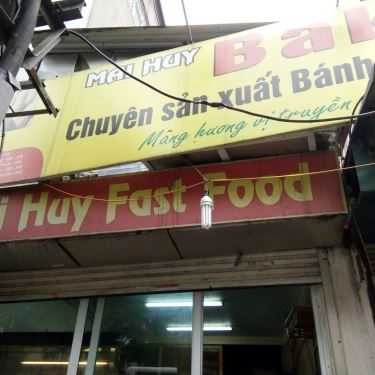 MAI HUY Bak
Chuyên sản xuất Bánh
Mang hương vị truyền
i Huy Fast Food